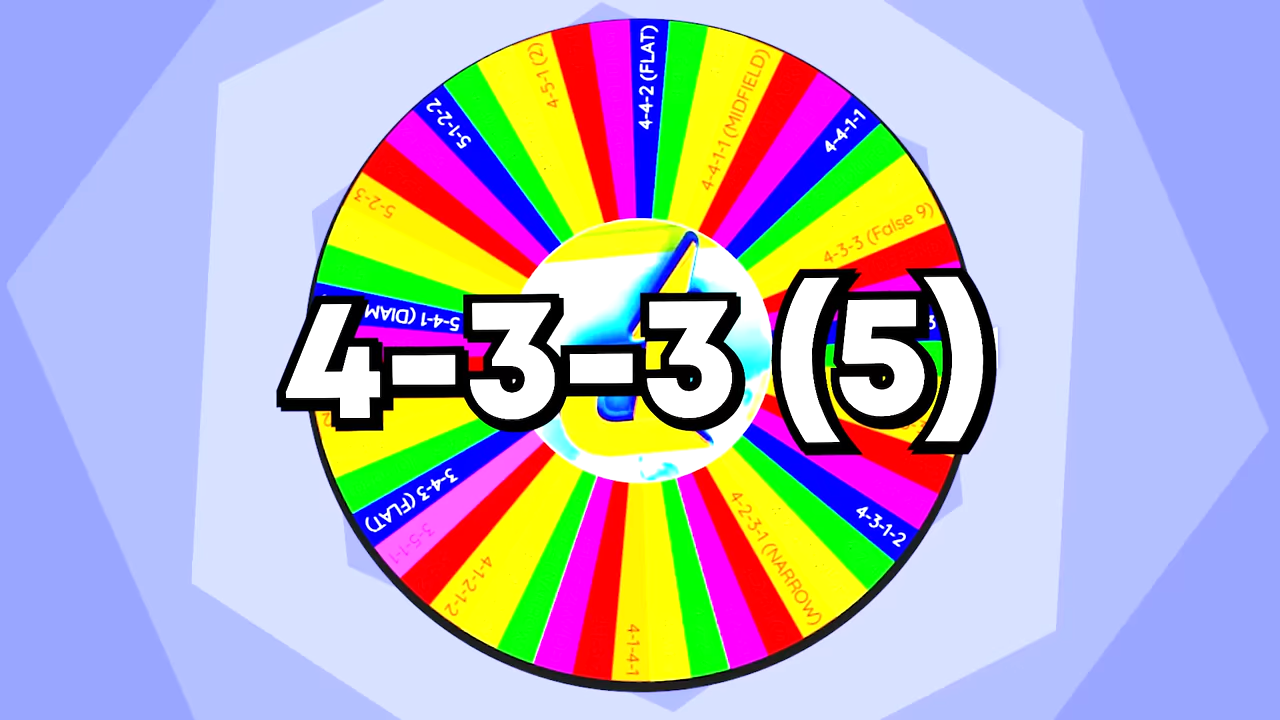 4-5-1 (2)
4-4-2 (FLAT)
4-4-1-1 (MIDFIELD)
4-4-1-1
5-1-2-2
5-2-3
4-3-3 (False 9)
5-4-1 (DIAM
3
4-3-3 (5)
3-4-3 (FLAT)
3-5-1-1
4-1-2-1-2
4-1-4-1
4-2-3-1 (NARROW)
4-3-1-2